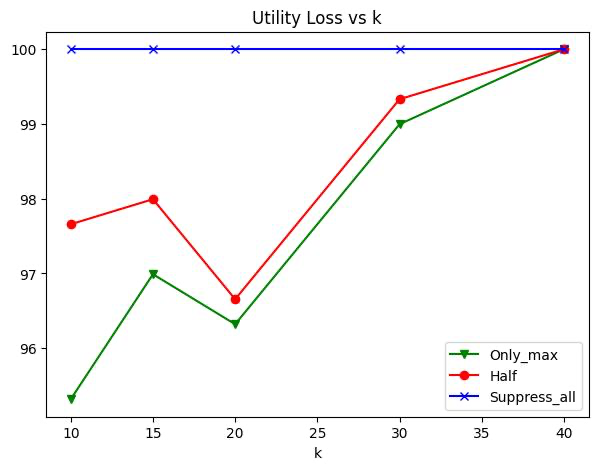 Utility Loss vs k
100
99
98
97
96
10 15 20 25 30 35 40
k
Only_max
Half
Suppress_all